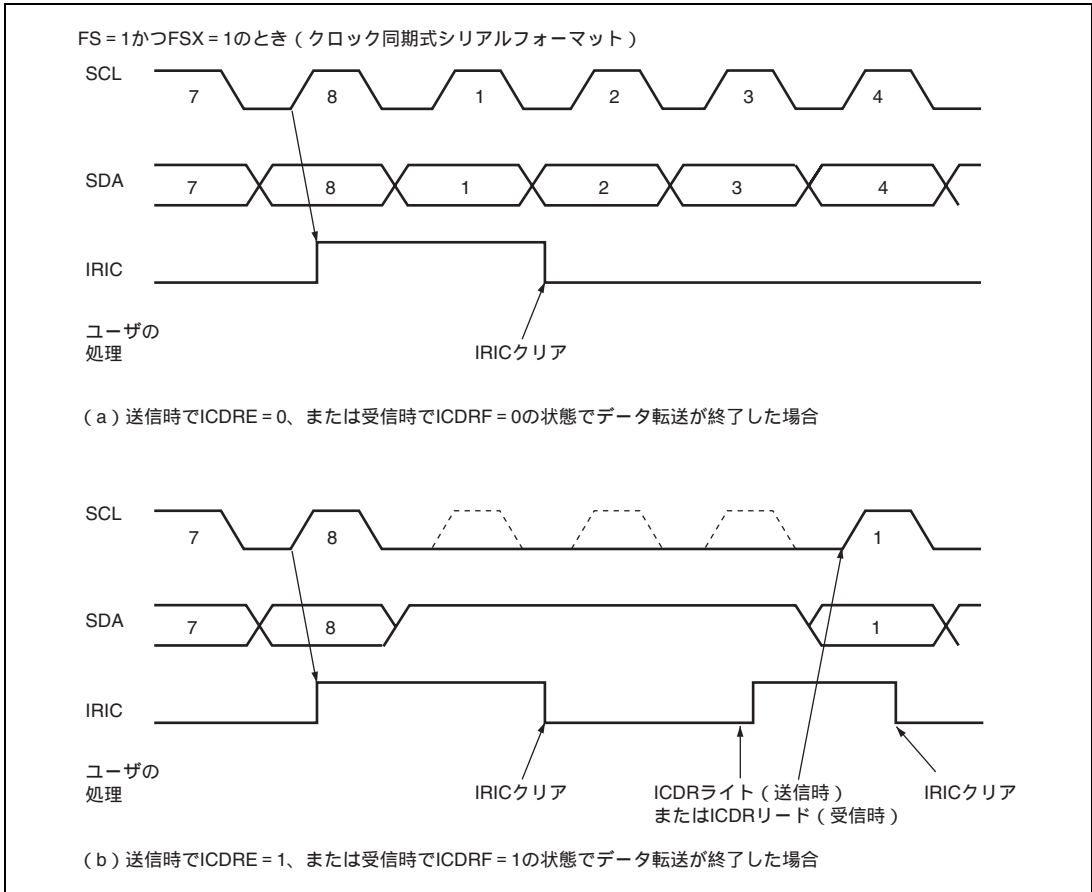 FS = 1かつFSX = 1のとき（クロック同期式シリアルフォーマット）
SCL
7 8 1 2 3 4
SDA
7 8 1 2 3 4
IRIC
ユーザの
処理
IRICクリア
（a）送信時でICDRE = 0、または受信時でICDRF = 0の状態でデータ転送が終了した場合
SCL
7 8 1
SDA
7 8 1
IRIC
ユーザの
処理
IRICクリア
ICDRライト（送信時）
またはICDRリード（受信時）
IRICクリア
（b）送信時でICDRE = 1、または受信時でICDRF = 1の状態でデータ転送が終了した場合